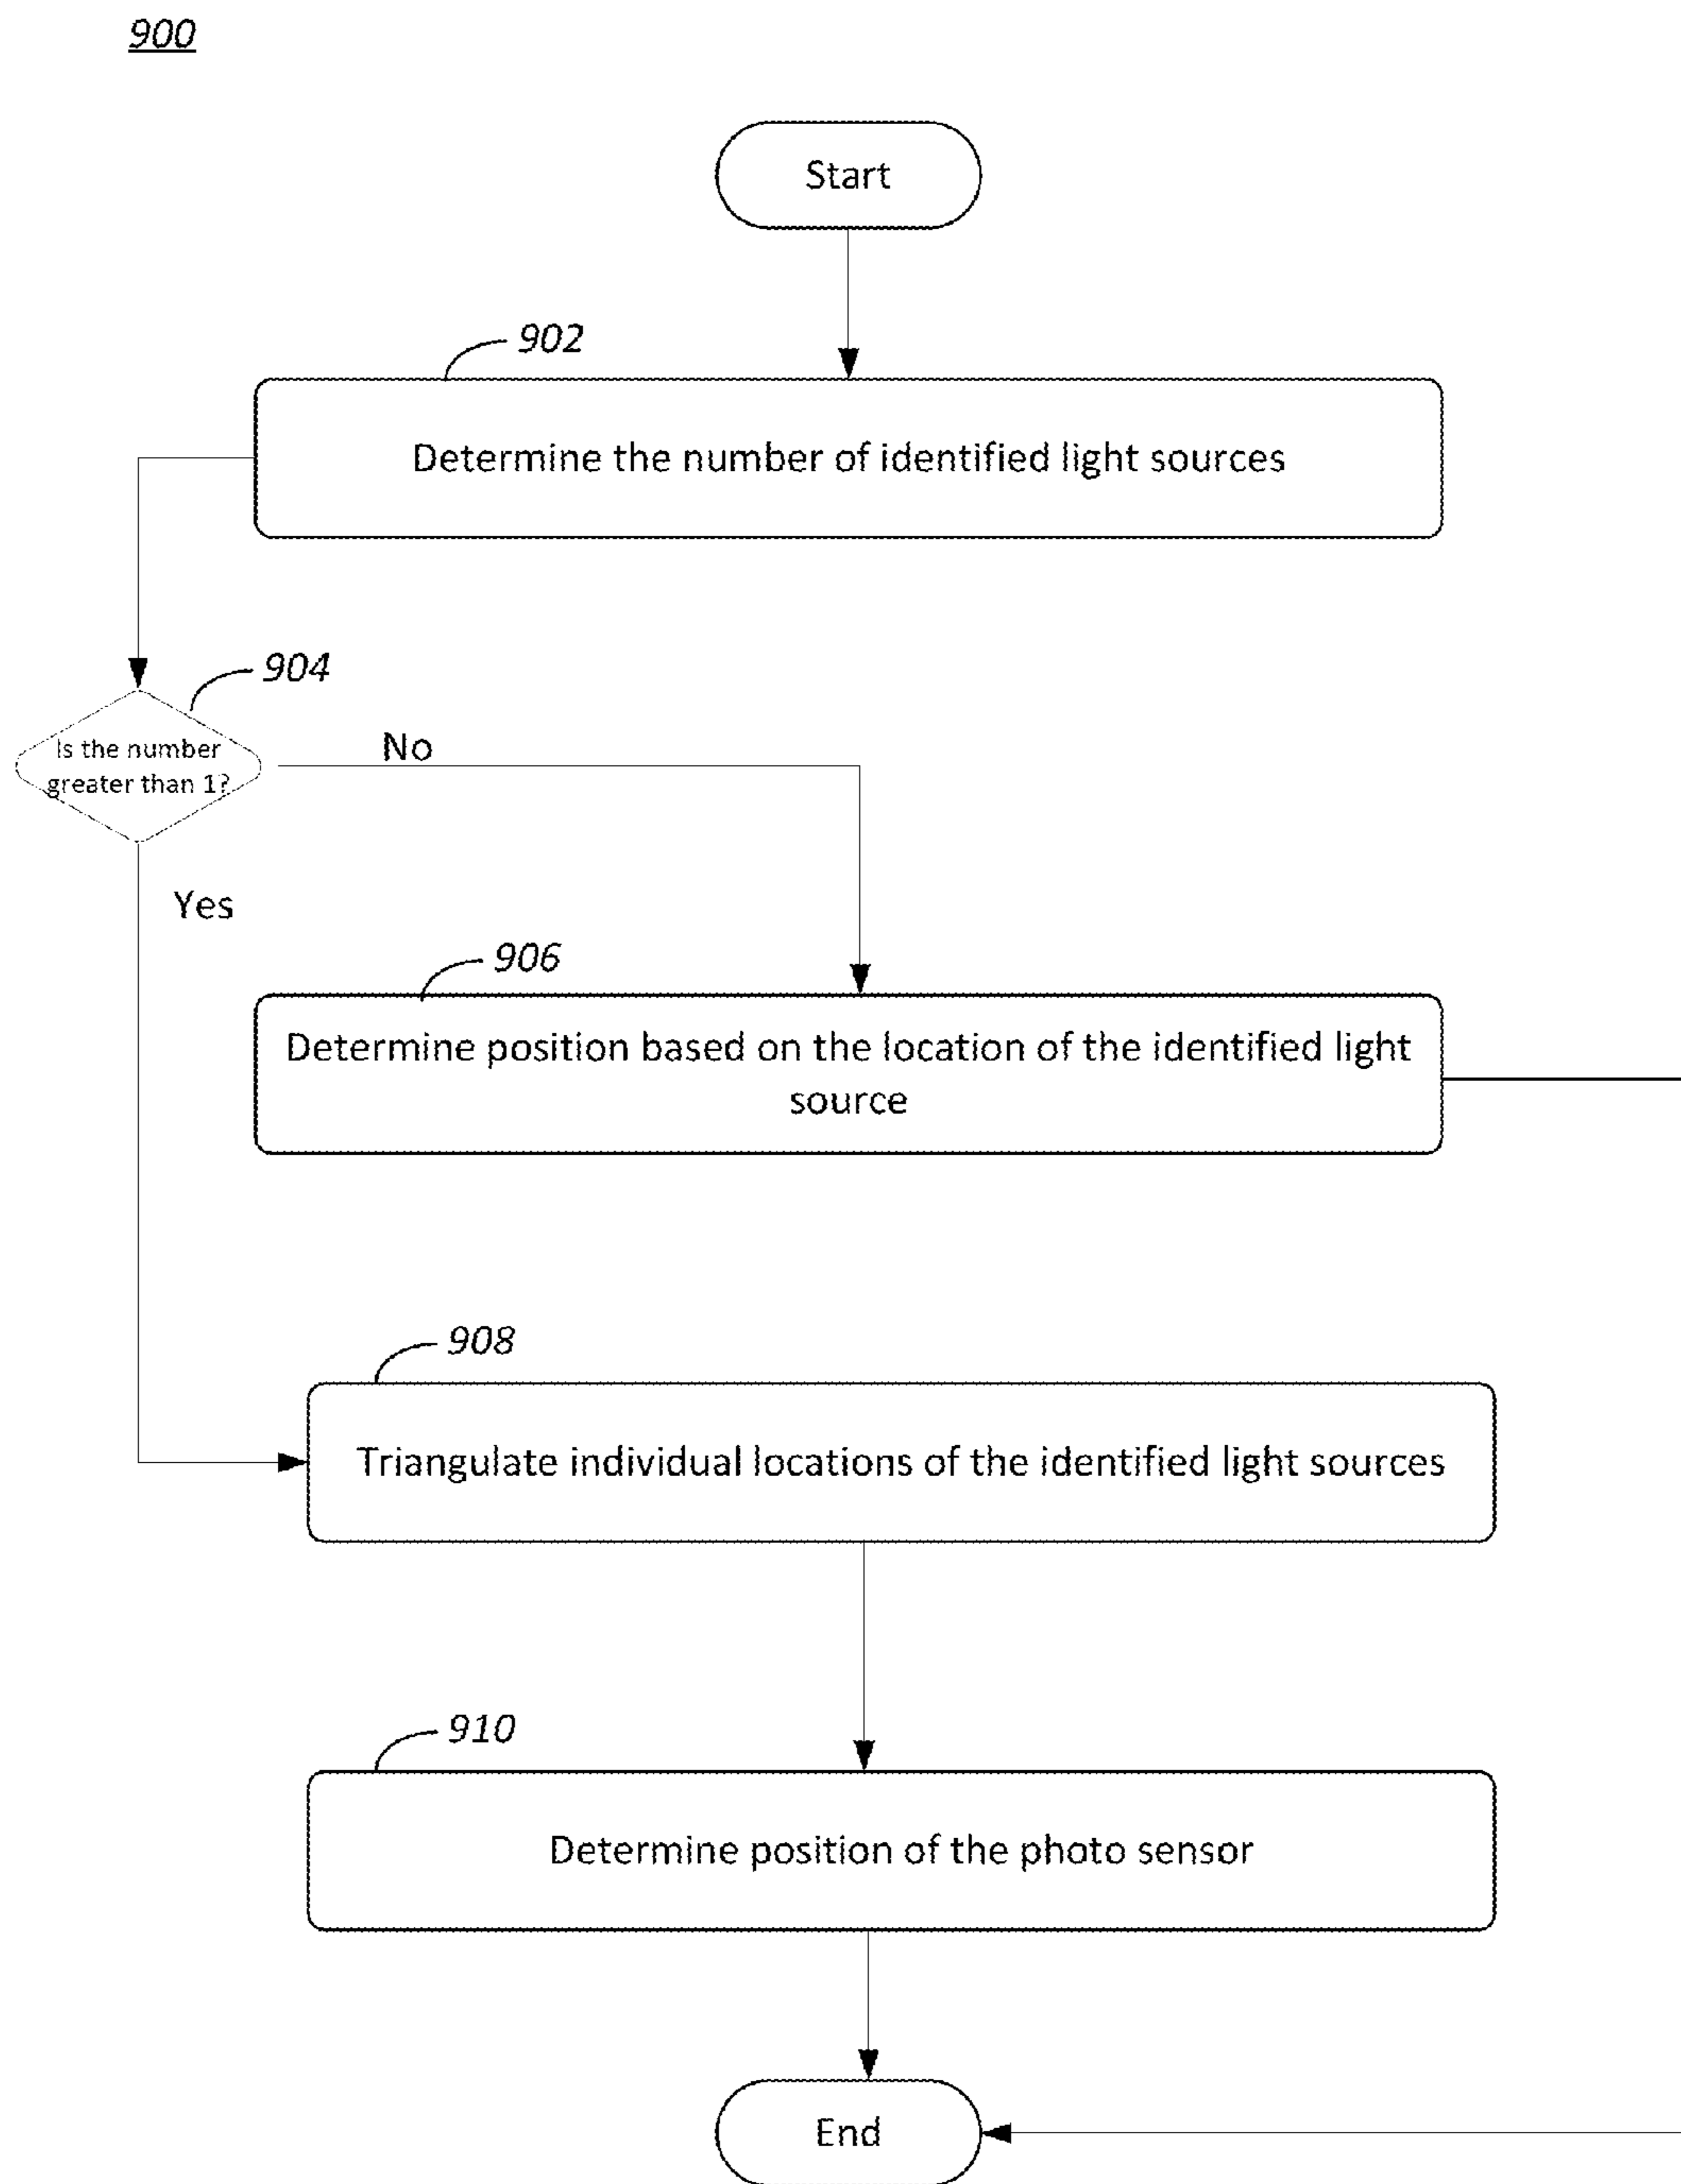 900
Start
902
Determine the number of identified light sources
904
Is the number
greater than 1?
No
Yes
906
Determine position based on the location of the identified light
source
908
Triangulate individual locations of the identified light sources
910
Determine position of the photo sensor
End